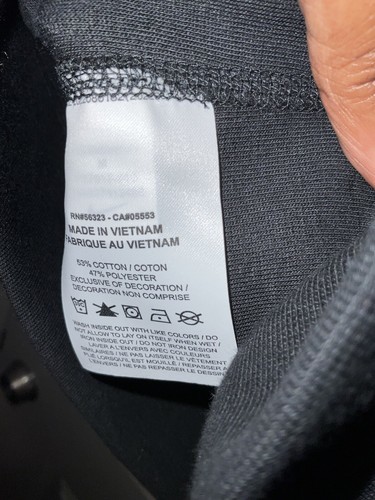 RN#56323 - CA#05553
MADE IN VIETNAM
FABRIQUE AU VIETNAM
53% COTTON / COTON
47% POLYESTER
EXCLUSIVE OF DECORATION /
DECORATION NON COMPRISE
WASH INSIDE OUT WITH LIKE COLORS / DO
NOT ALLOW TO LAY ON ITSELF WHEN WET /
IRON INSIDE OUT / DO NOT IRON DESIGN
LAVER A L'ENVERS AVEC COULEURS
SIMILAIRES / NE PAS LAISSER LE VETEMENT
PLIE LORSQU'IL EST MOUILLE / REPASSER A
L'ENVERS / NE PAS REPASSER LE DESSIN